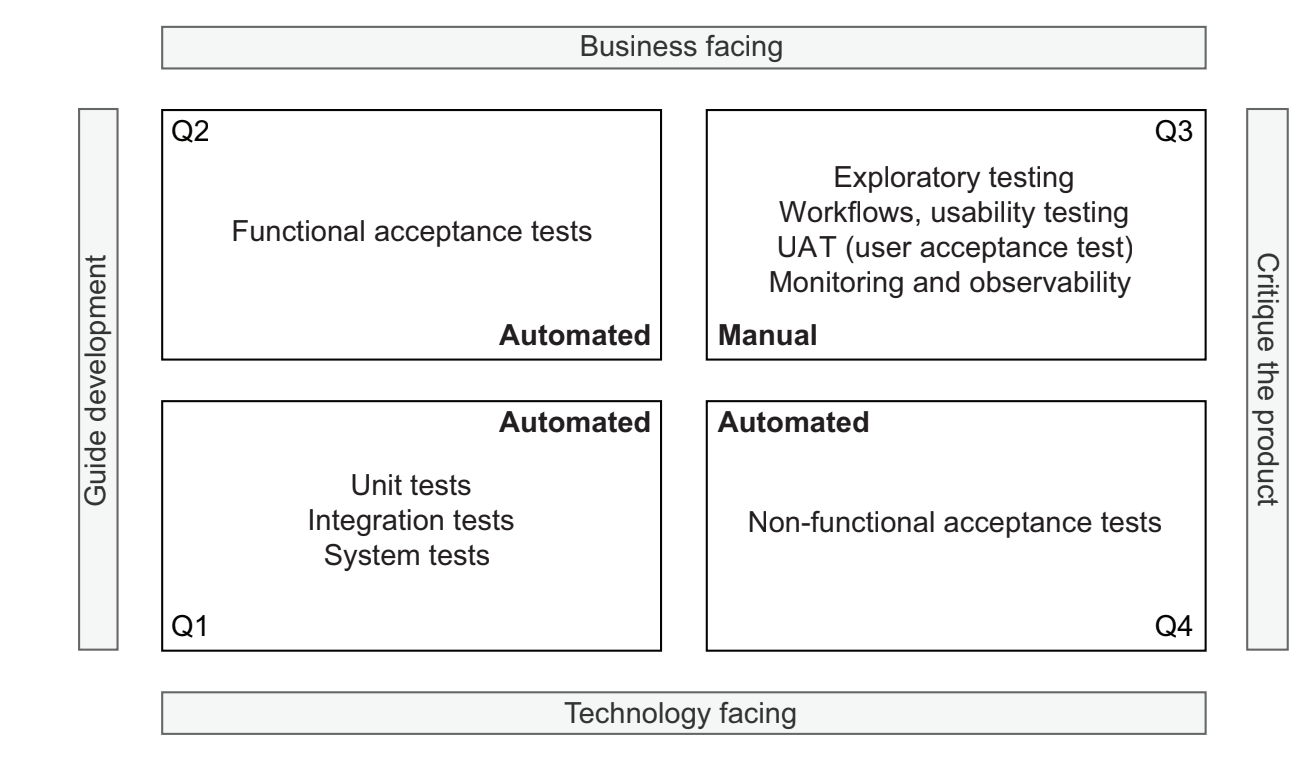 Business facing
Guide development
Q2
Functional acceptance tests
Automated
Q3
Exploratory testing
Workflows, usability testing
UAT (user acceptance test)
Monitoring and observability
Manual
Automated
Unit tests
Integration tests
System tests
Q1
Automated
Non-functional acceptance tests
Q4
Critique the product
Technology facing